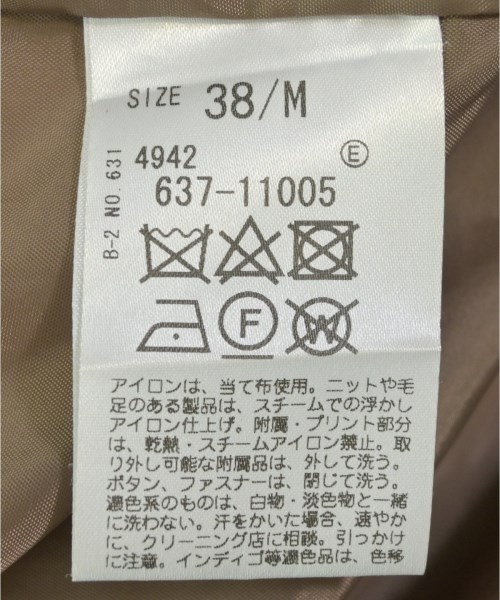 SIZE 38/M
B-2 NO.631
4942 Ⓔ
637-11005
F W
アイロンは、当て布使用。ニットや毛
足のある製品は、スチームでの浮かし
アイロン仕上げ。附属・プリント部分
は、乾熱・スチームアイロン禁止。取
り外し可能な附属品は、外して洗う。
ボタン、ファスナーは、閉じて洗う。
濃色系のものは、白物・淡色物と一緒
に洗わない。汗をかいた場合、速やか
に、クリーニング店に相談。引っかけ
に注意。インディゴ等濃色品は、色移